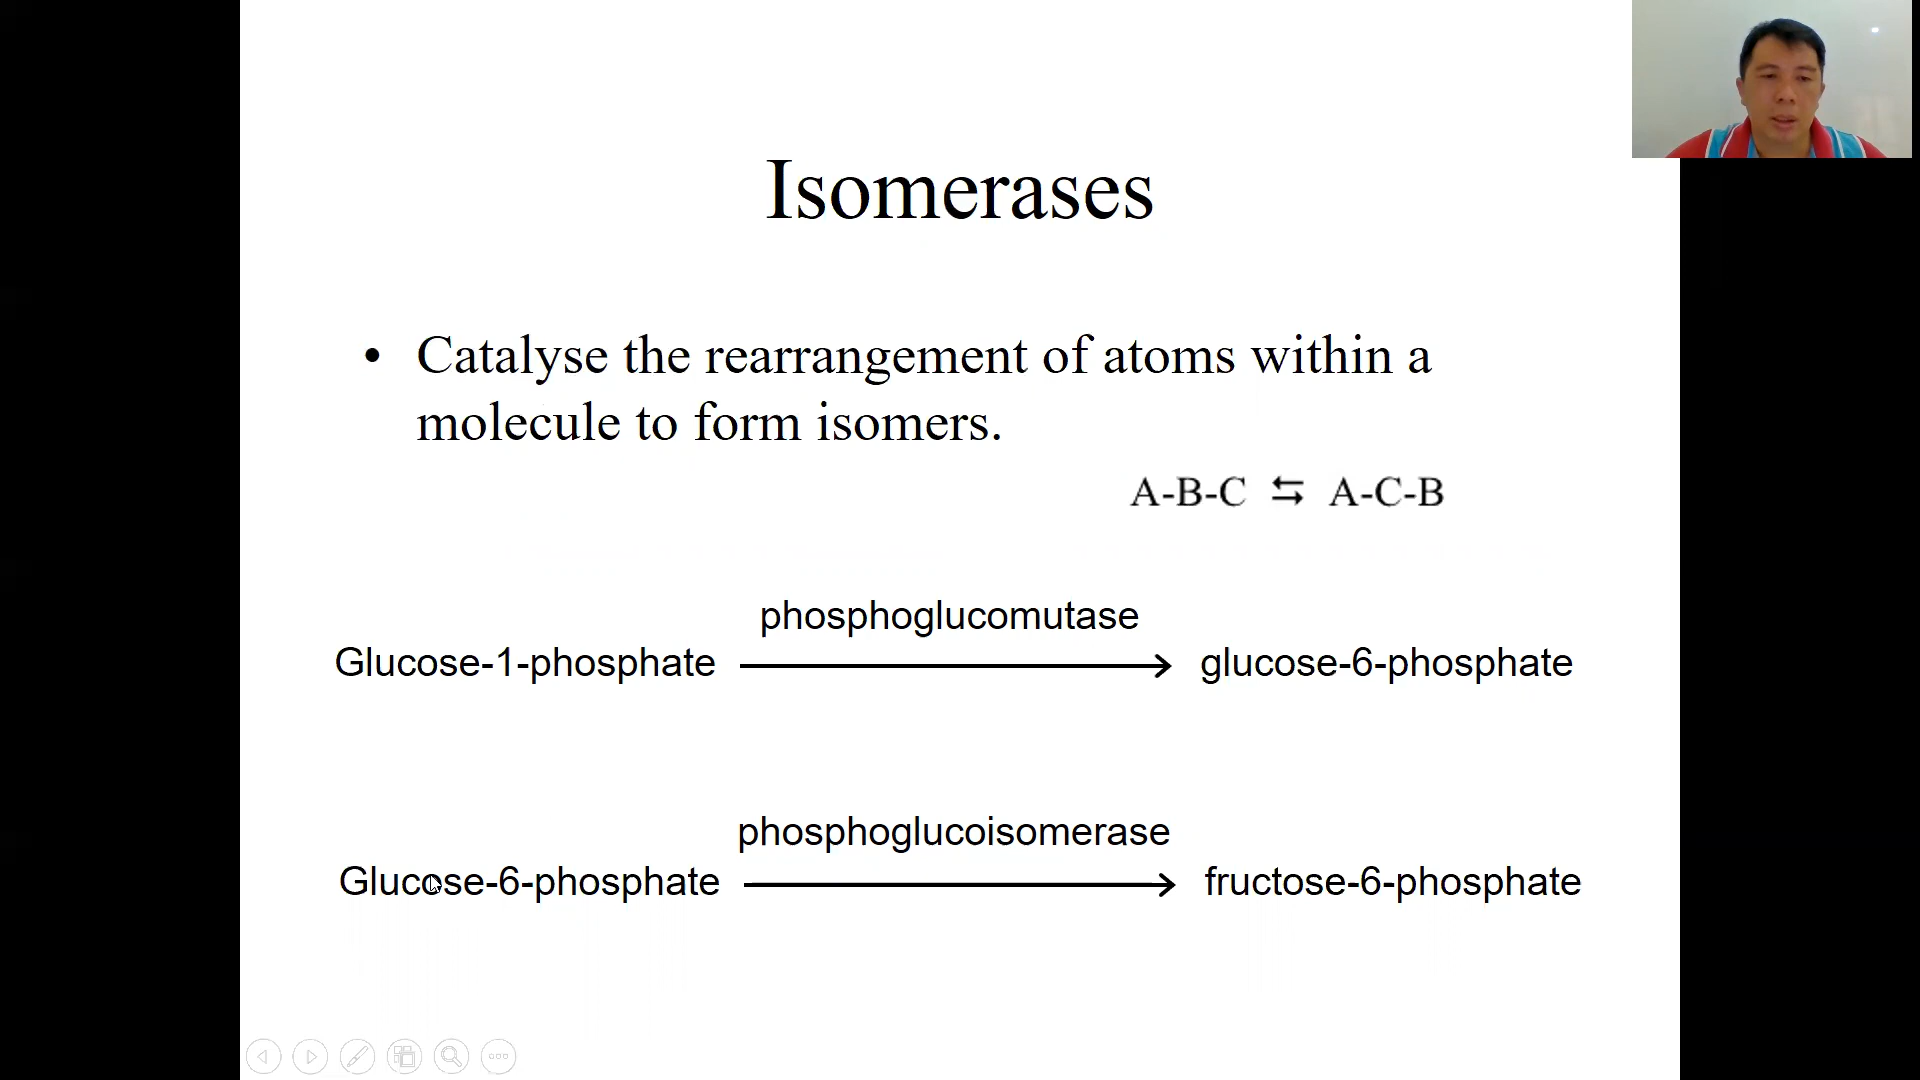 Isomerases
• Catalyse the rearrangement of atoms within a
molecule to form isomers.
A-B-C ⇆ A-C-B
phosphoglucomutase
Glucose-1-phosphate → glucose-6-phosphate
phosphoglucoisomerase
Glucose-6-phosphate → fructose-6-phosphate